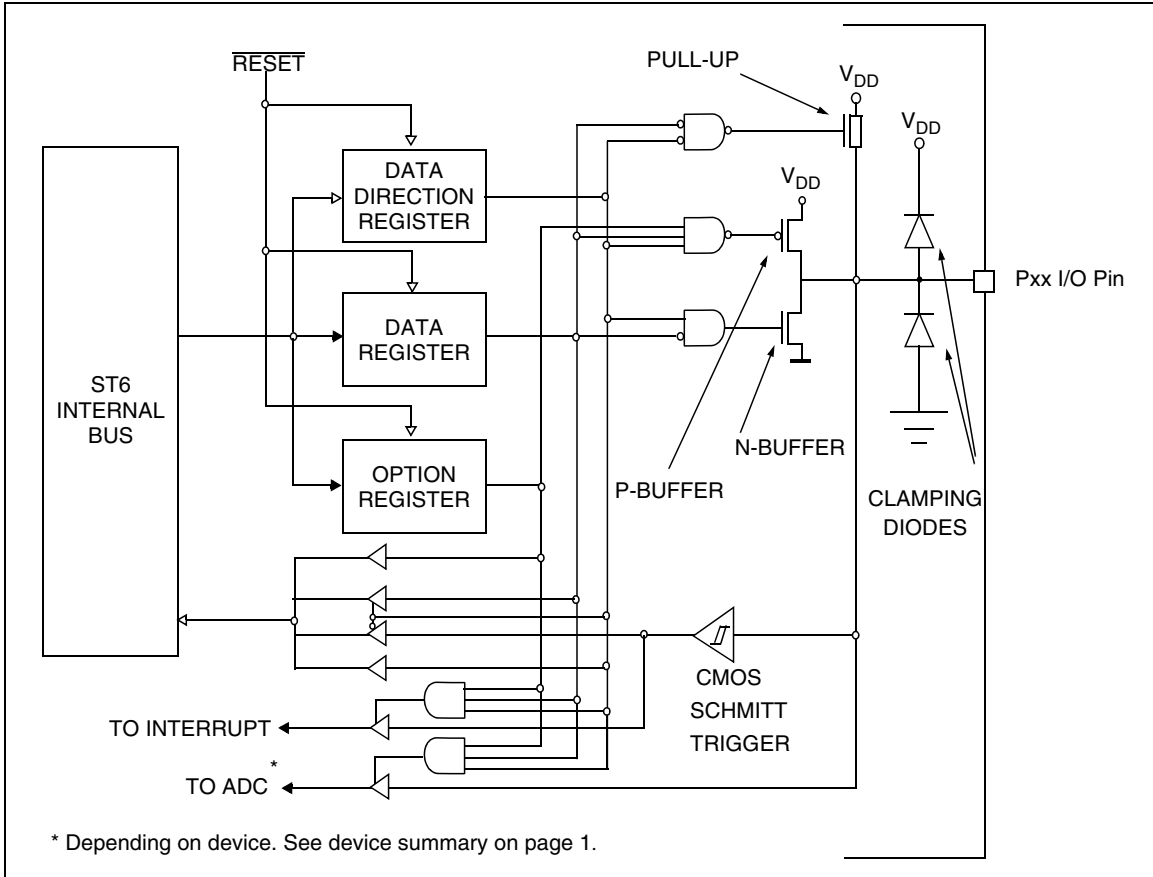 RESET
PULL-UP
VDD
VDD
VDD
DATA
DIRECTION
REGISTER
DATA
REGISTER
Pxx I/O Pin
ST6
INTERNAL
BUS
OPTION
REGISTER
N-BUFFER
P-BUFFER
CLAMPING
DIODES
CMOS
SCHMITT
TRIGGER
TO INTERRUPT
TO ADC *
* Depending on device. See device summary on page 1.